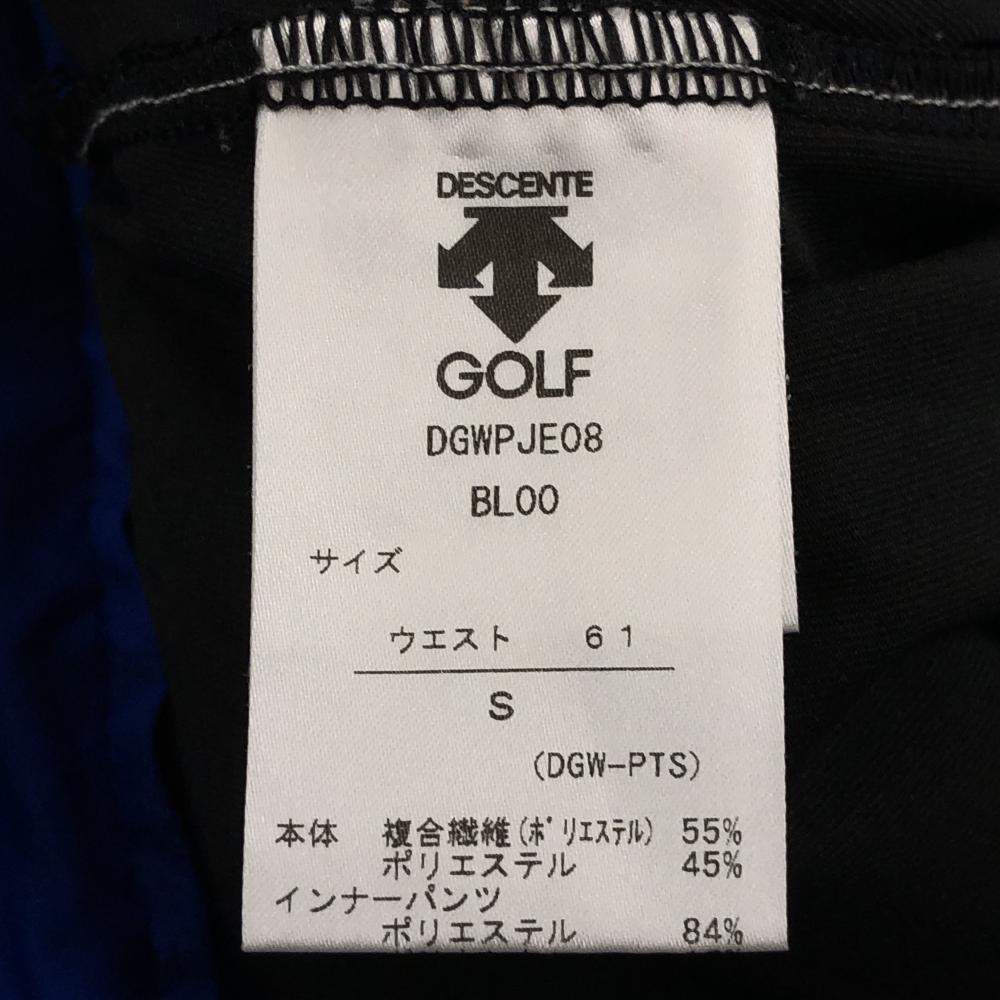 DESCENTE
GOLF
DGWPJE08
BL00
サイズ
ウエスト 61
S
(DGW-PTS)
本体 複合繊維(ポリエステル) 55%
ポリエステル 45%
インナーパンツ
ポリエステル 84%